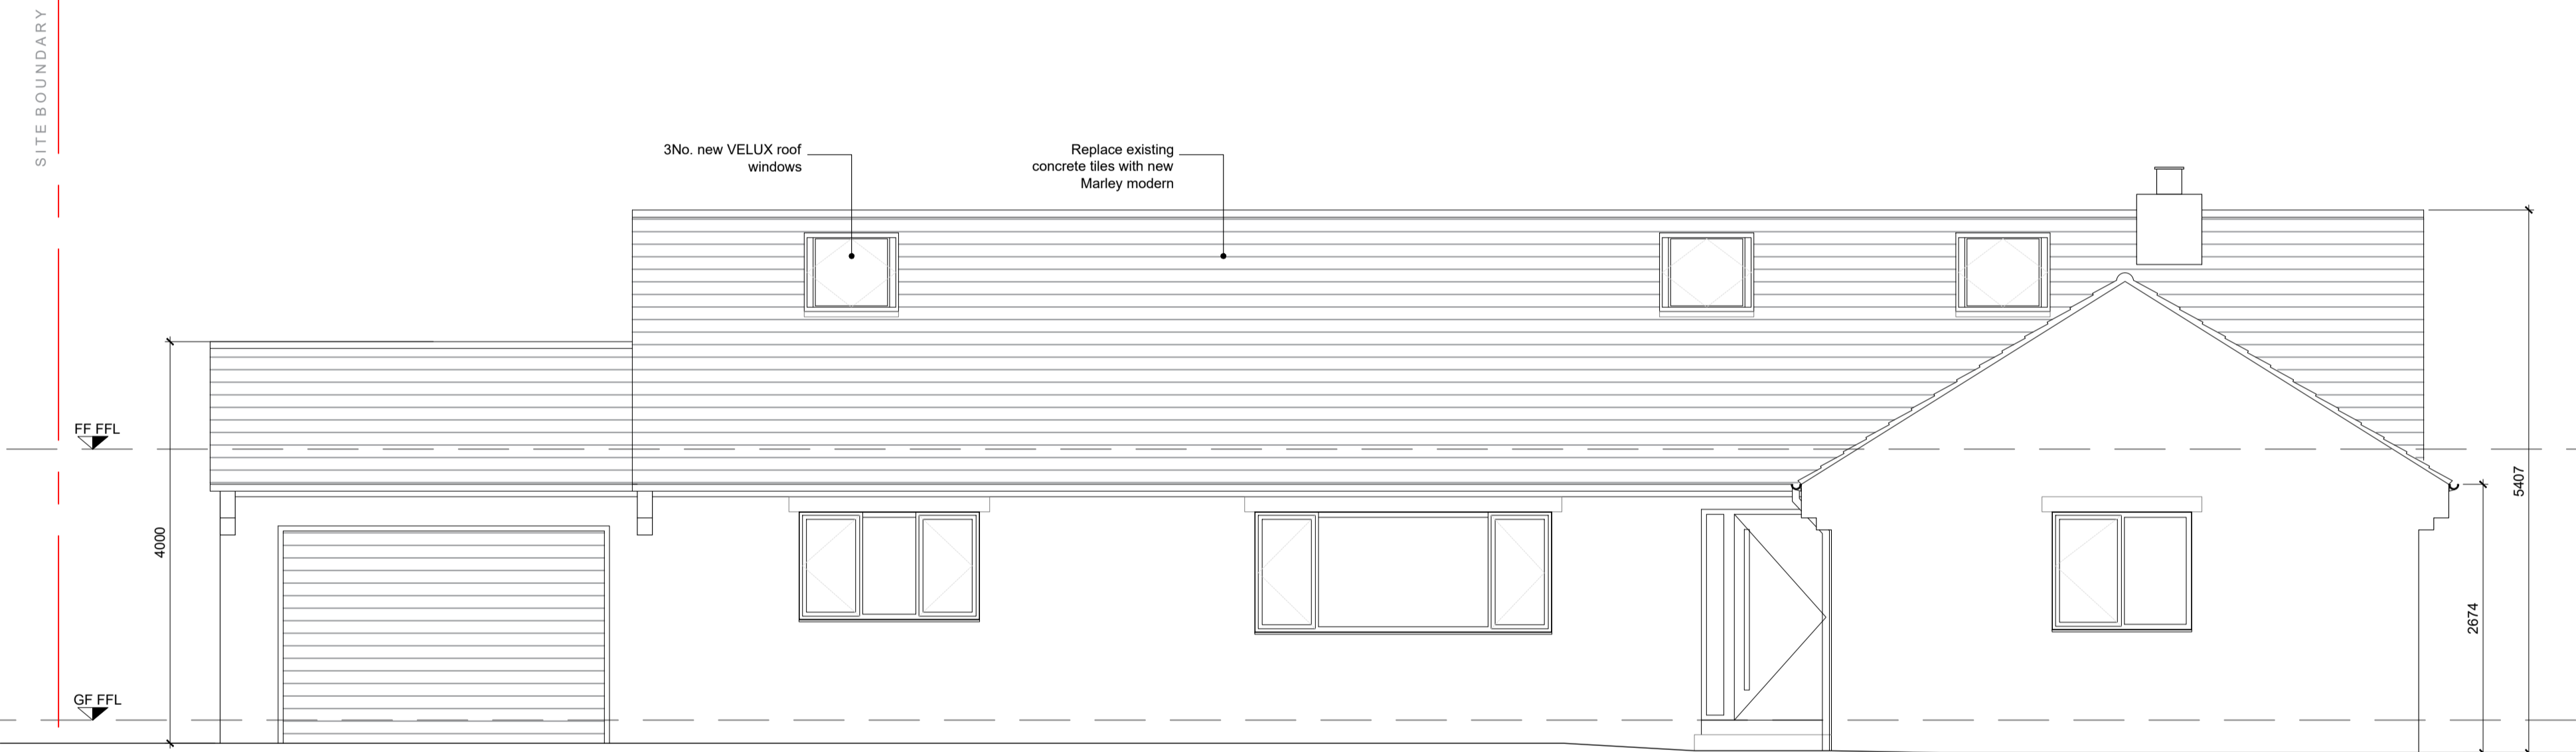 SITE BOUNDARY
3No. new VELUX roof
windows
Replace existing
concrete tiles with new
Marley modern
FF FFL
4000
5407
2674
GF FFL